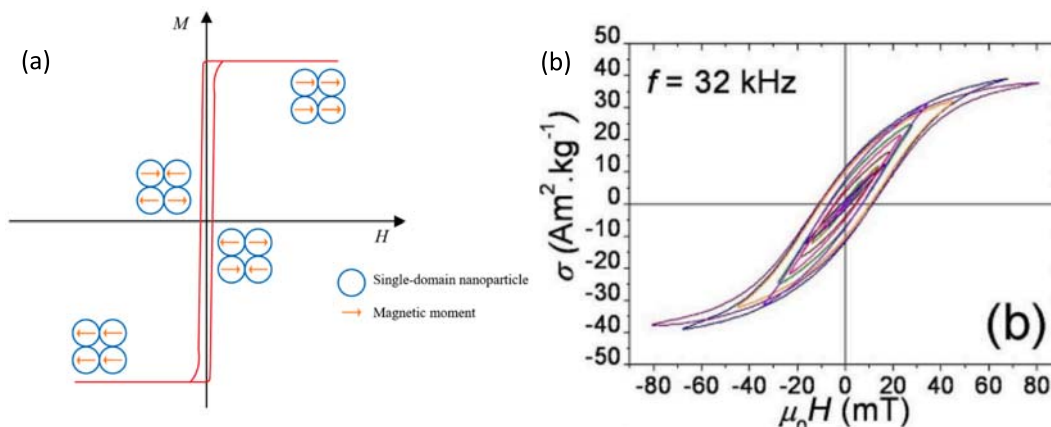 (a)
M
H
Single-domain nanoparticle
Magnetic moment
(b)
f = 32 kHz
σ (Am².kg⁻¹)
50
40
30
20
10
0
-10
-20
-30
-40
-50
-80 -60 -40 -20 0 20 40 60 80
μ₀H (mT)
(b)